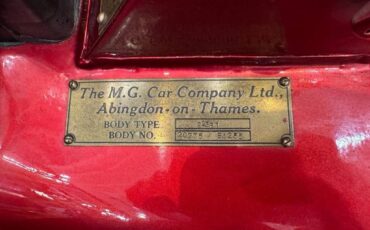 The M.G. Car Company Ltd.,
Abingdon-on-Thames.
BODY TYPE
BODY NO.